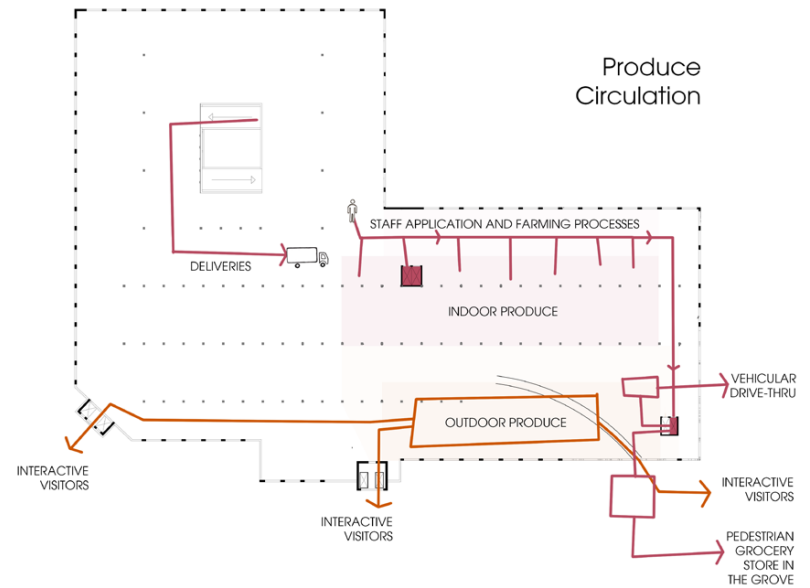 Produce
Circulation
STAFF APPLICATION AND FARMING PROCESSES
DELIVERIES
INDOOR PRODUCE
VEHICULAR
DRIVE-THRU
OUTDOOR PRODUCE
INTERACTIVE
VISITORS
INTERACTIVE
VISITORS
INTERACTIVE
VISITORS
PEDESTRIAN
GROCERY
STORE IN
THE GROVE